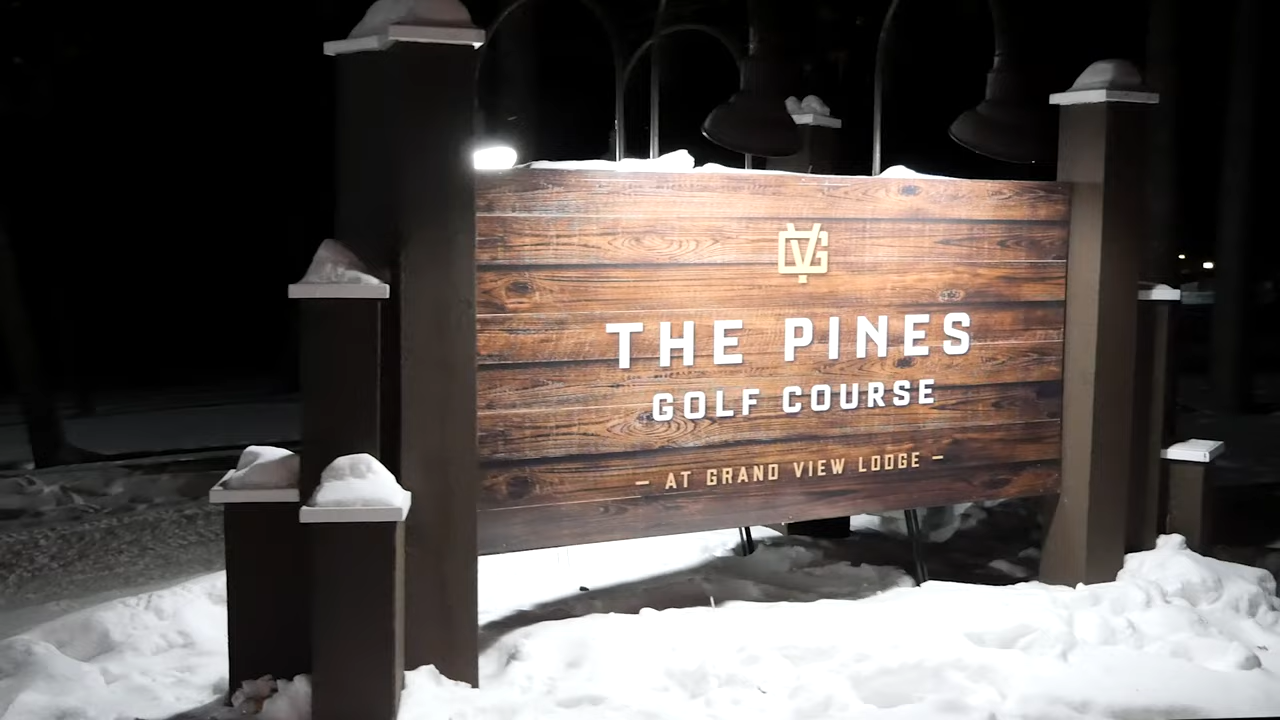 GV
THE PINES
GOLF COURSE
– AT GRAND VIEW LODGE –